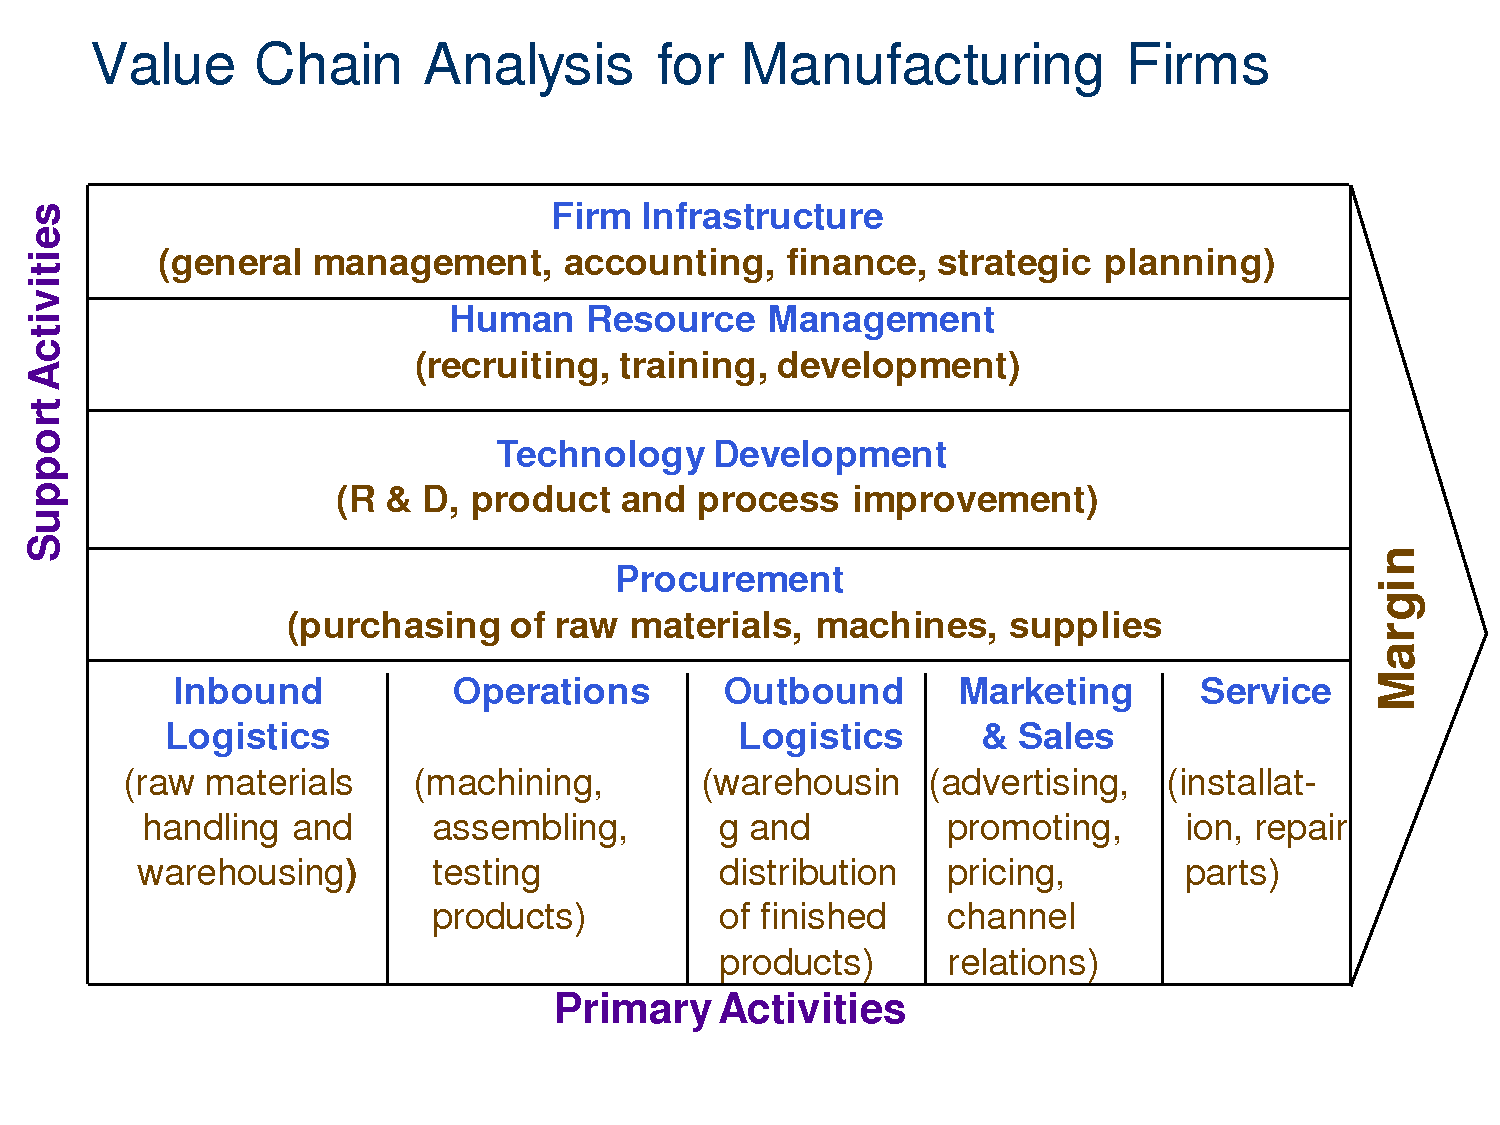 Value Chain Analysis for Manufacturing Firms
Support Activities
Firm Infrastructure
(general management, accounting, finance, strategic planning)
Human Resource Management
(recruiting, training, development)
Technology Development
(R & D, product and process improvement)
Procurement
(purchasing of raw materials, machines, supplies
Inbound
Logistics
(raw materials
handling and
warehousing)
Operations
(machining,
assembling,
testing
products)
Outbound
Logistics
(warehousin
g and
distribution
of finished
products)
Marketing
& Sales
(advertising,
promoting,
pricing,
channel
relations)
Service
(installat-
ion, repair
parts)
Margin
Primary Activities